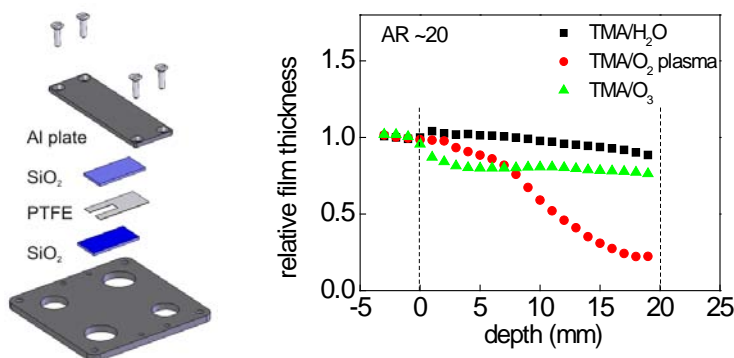 Al plate
SiO₂
PTFE
SiO₂
AR ~20
TMA/H₂O
TMA/O₂ plasma
TMA/O₃
relative film thickness
1.5
1.0
0.5
0.0
-5 0 5 10 15 20 25
depth (mm)